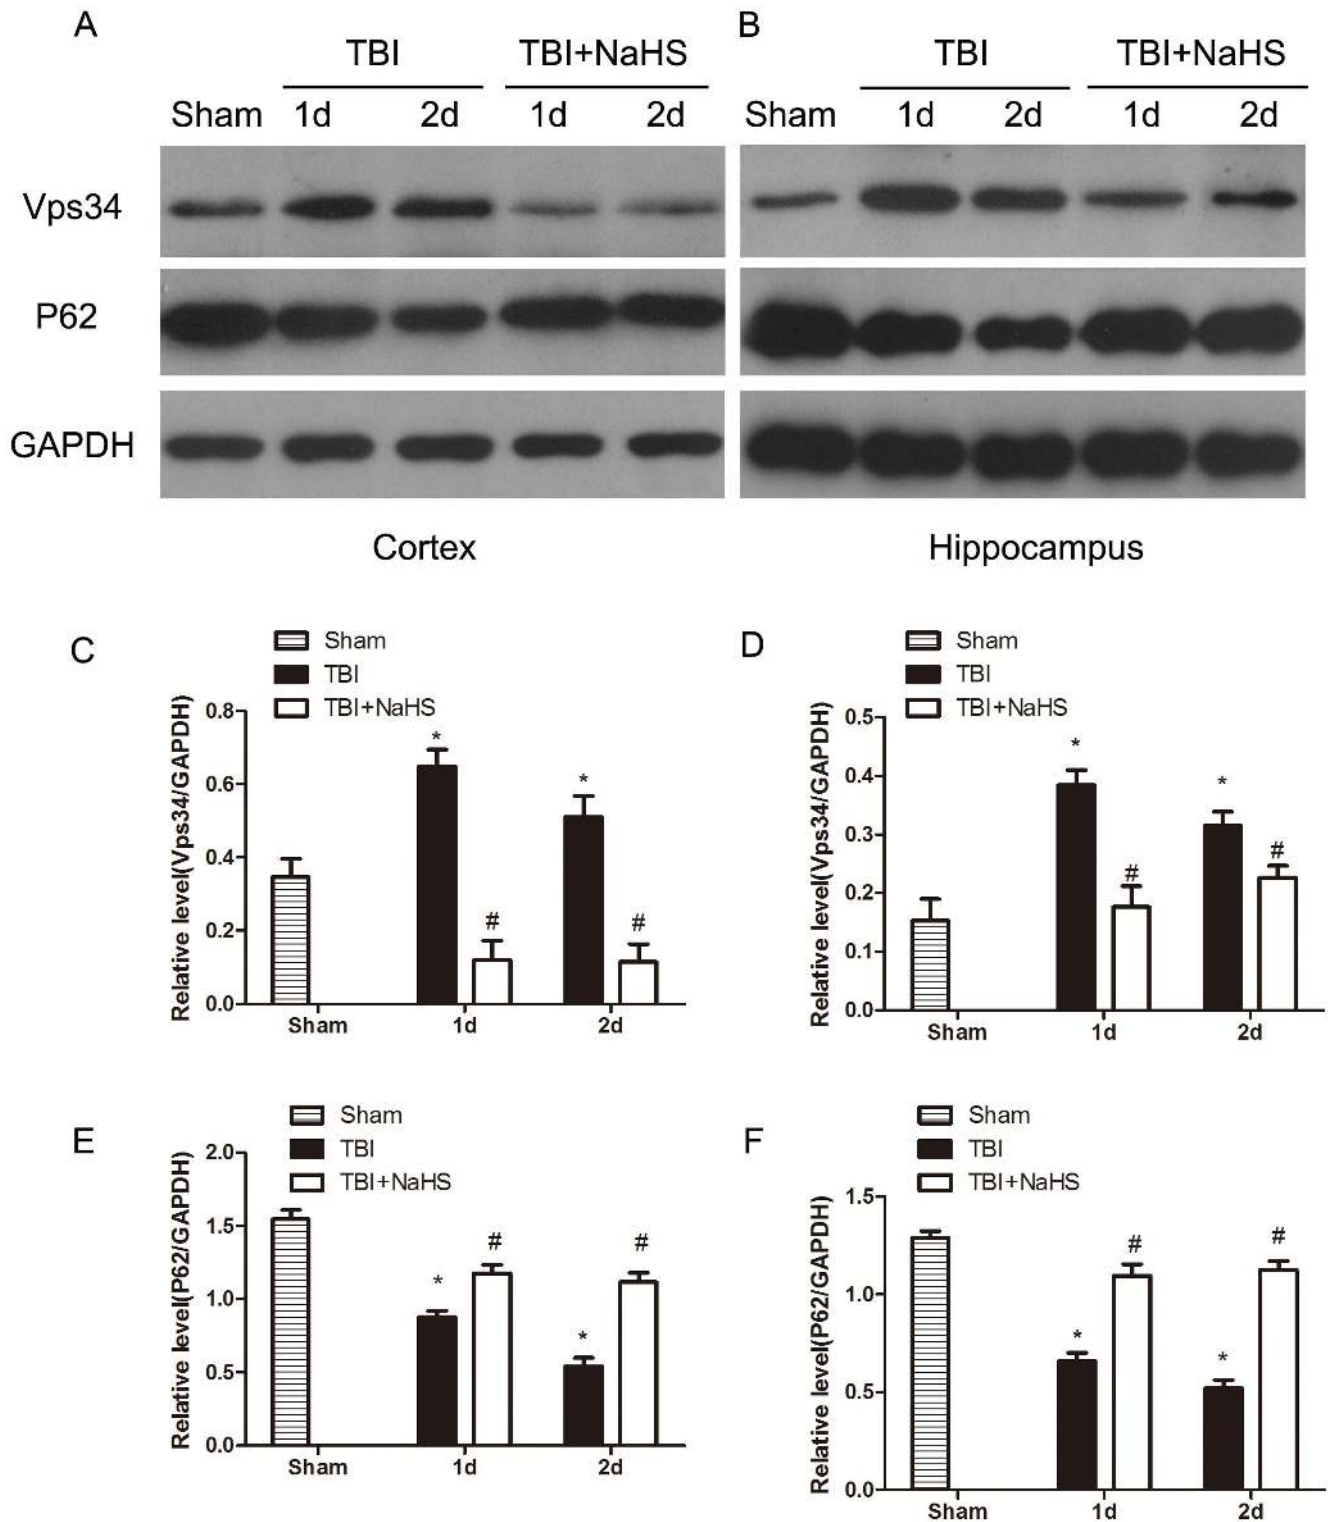 A
B
TBI TBI+NaHS
TBI TBI+NaHS
Sham 1d 2d 1d 2d
Sham 1d 2d 1d 2d
Vps34
P62
GAPDH
Cortex
Hippocampus
C
Sham
TBI
TBI+NaHS
Relative level(Vps34/GAPDH)
0.8
0.6
0.4
0.2
0.0
*
#
*
#
Sham 1d 2d
D
Sham
TBI
TBI+NaHS
Relative level(Vps34/GAPDH)
0.5
0.4
0.3
0.2
0.1
0.0
*
#
*
#
Sham 1d 2d
E
Sham
TBI
TBI+NaHS
Relative level(P62/GAPDH)
2.0
1.5
1.0
0.5
0.0
*
#
*
#
Sham 1d 2d
F
Sham
TBI
TBI+NaHS
Relative level(P62/GAPDH)
1.5
1.0
0.5
0.0
*
#
*
#
Sham 1d 2d